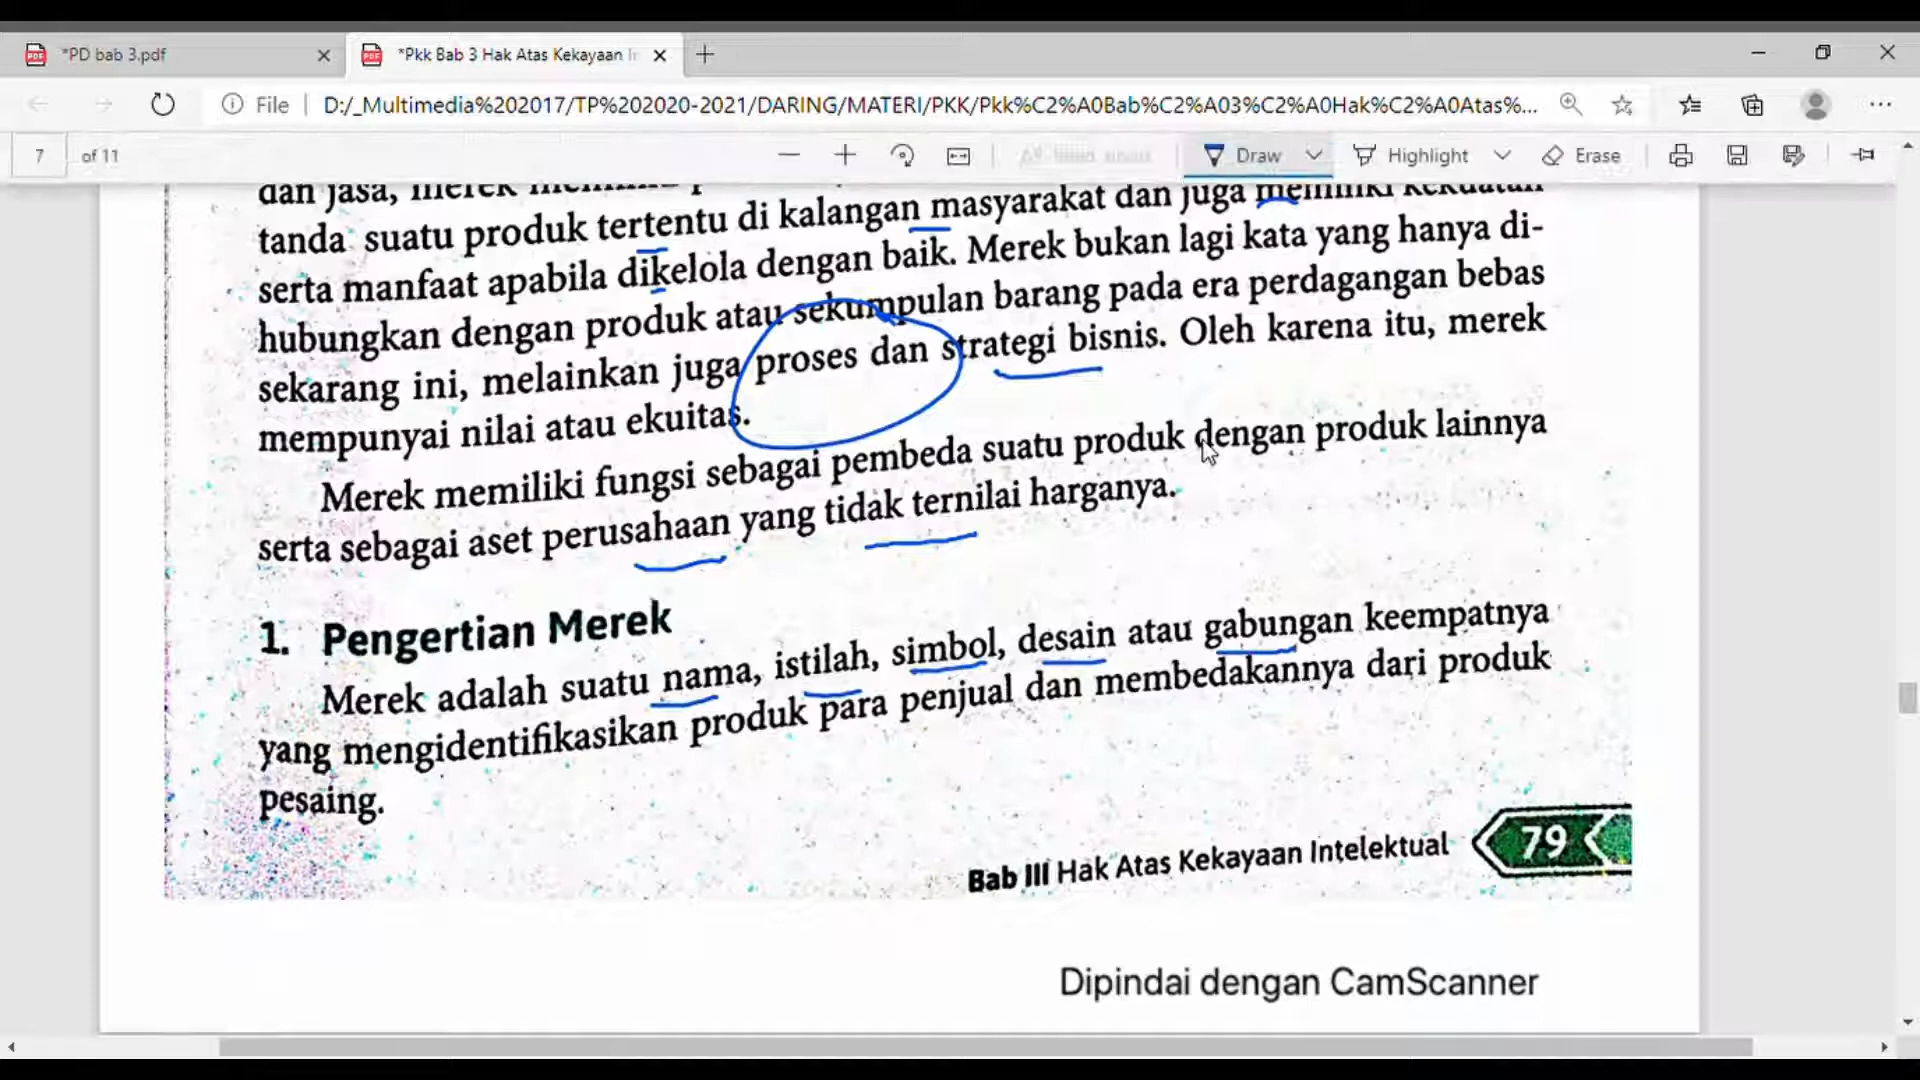 *PD bab 3.pdf
*Pkk Bab 3 Hak Atas Kekayaan In
File
D:/_Multimedia%202017/TP%202020-2021/DARING/MATERI/PKK/Pkk%C2%A0Bab%C2%A03%C2%A0Hak%C2%A0Atas%...
7 of 11
Draw
Highlight
Erase
dan jasa, merek
tanda suatu produk tertentu di kalangan masyarakat dan juga memiliki kekuatan
serta manfaat apabila dikelola dengan baik. Merek bukan lagi kata yang hanya di-
hubungkan dengan produk atau sekumpulan barang pada era perdagangan bebas
sekarang ini, melainkan juga proses dan strategi bisnis. Oleh karena itu, merek
mempunyai nilai atau ekuitas.
Merek memiliki fungsi sebagai pembeda suatu produk dengan produk lainnya
serta sebagai aset perusahaan yang tidak ternilai harganya.
1. Pengertian Merek
Merek adalah suatu nama, istilah, simbol, desain atau gabungan keempatnya
yang mengidentifikasikan produk para penjual dan membedakannya dari produk
pesaing.
Bab III Hak Atas Kekayaan Intelektual 79
Dipindai dengan CamScanner